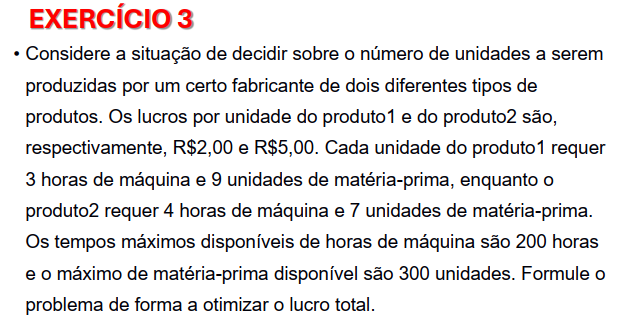 EXERCÍCIO 3
• Considere a situação de decidir sobre o número de unidades a serem
produzidas por um certo fabricante de dois diferentes tipos de
produtos. Os lucros por unidade do produto1 e do produto2 são,
respectivamente, R$2,00 e R$5,00. Cada unidade do produto1 requer
3 horas de máquina e 9 unidades de matéria-prima, enquanto o
produto2 requer 4 horas de máquina e 7 unidades de matéria-prima.
Os tempos máximos disponíveis de horas de máquina são 200 horas
e o máximo de matéria-prima disponível são 300 unidades. Formule o
problema de forma a otimizar o lucro total.